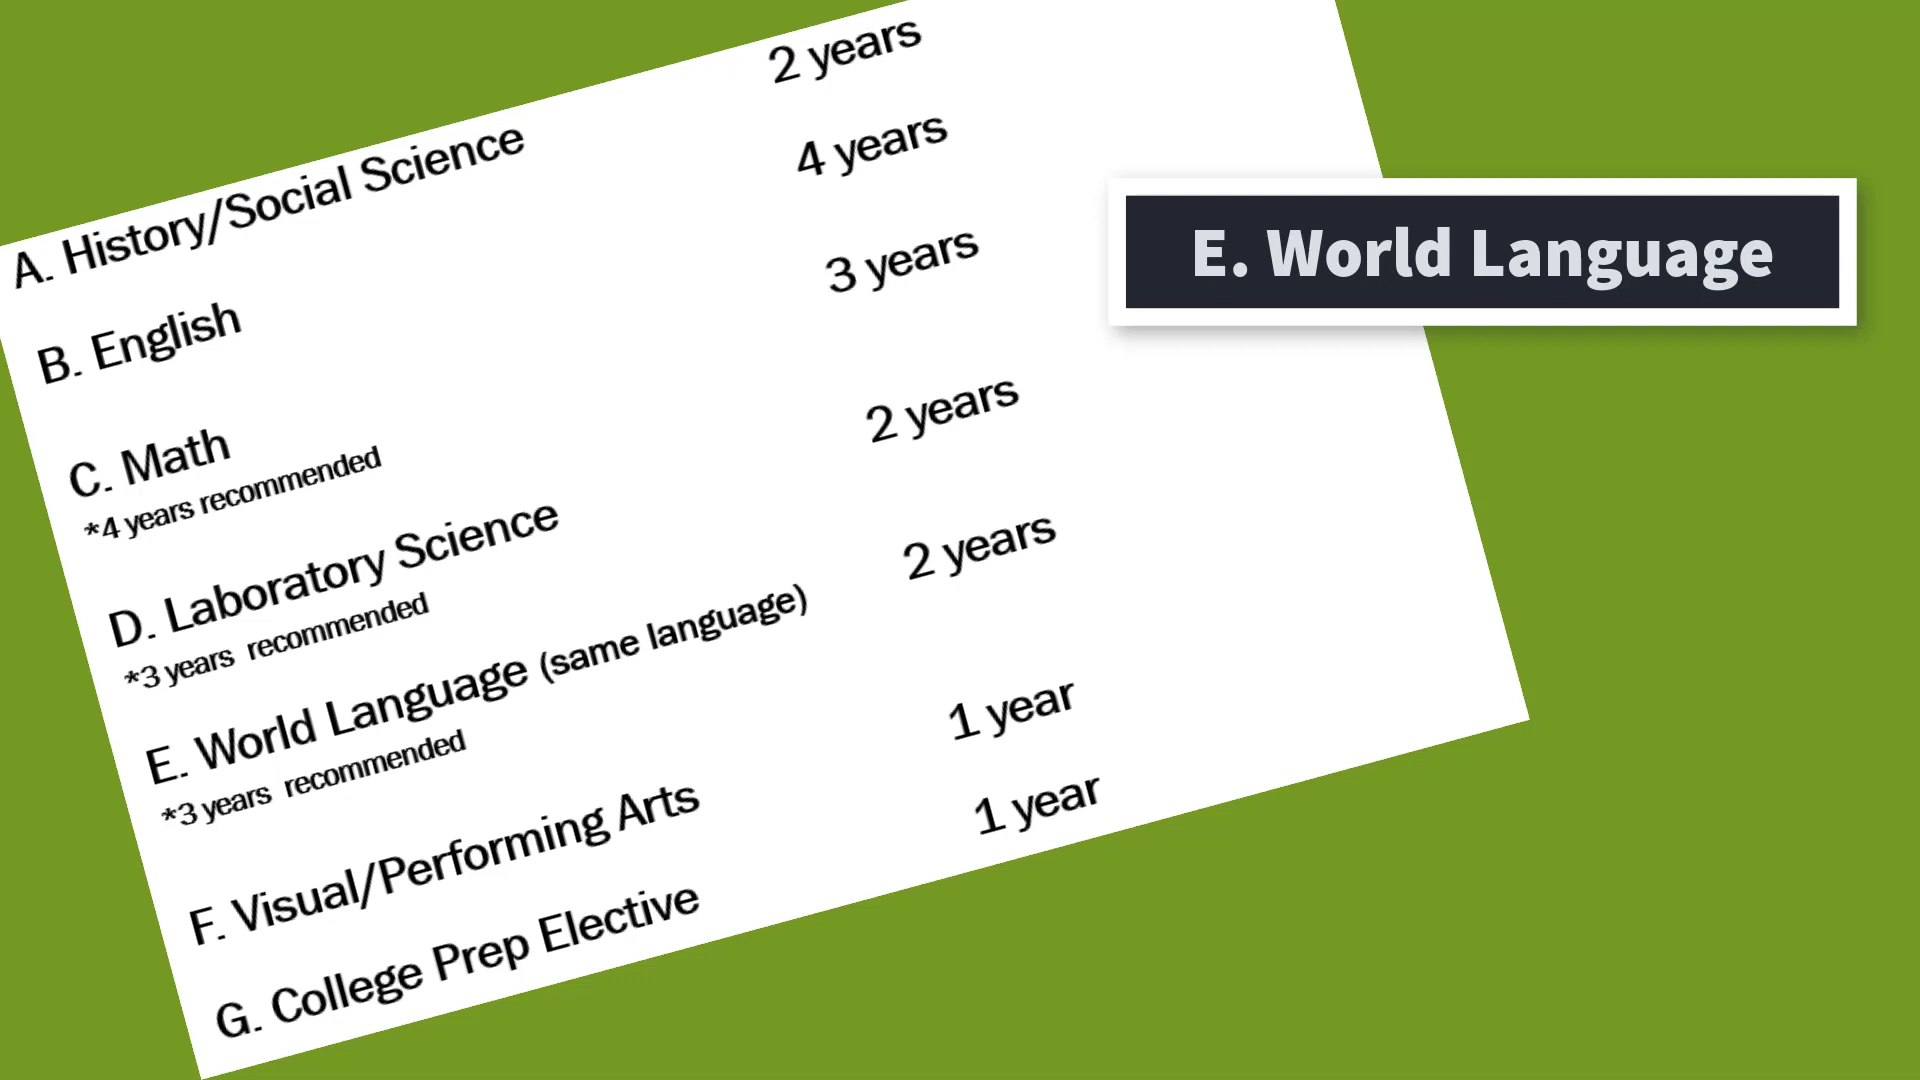 A. History/Social Science 2 years
B. English 4 years
C. Math 3 years
*4 years recommended
D. Laboratory Science 2 years
*3 years recommended
E. World Language (same language) 2 years
*3 years recommended
F. Visual/Performing Arts 1 year
G. College Prep Elective 1 year
E. World Language